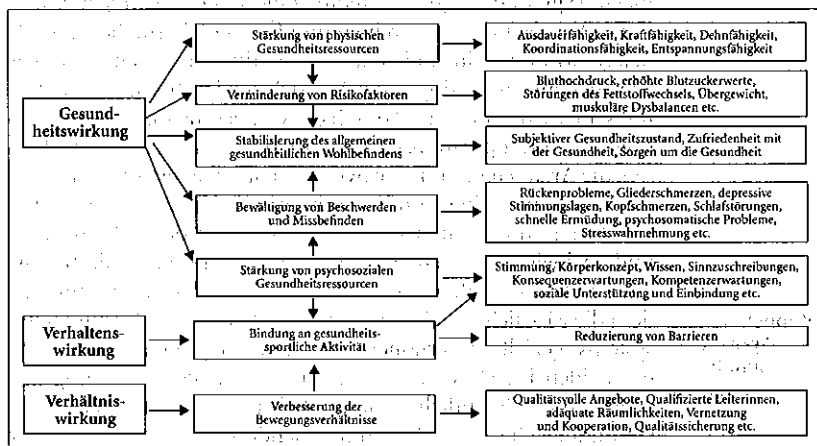 Stärkung von physischen
Gesundheitsressourcen
Ausdauerfähigkeit, Kraftfähigkeit, Dehnfähigkeit,
Koordinationsfähigkeit, Entspannungsfähigkeit
Gesund-
heitswirkung
Verminderung von Risikofaktoren
Bluthochdruck, erhöhte Blutzuckerwerte,
Störungen des Fettstoffwechsels, Übergewicht,
muskuläre Dysbalancen etc.
Stabilisierung des allgemeinen
gesundheitlichen Wohlbefindens
Subjektiver Gesundheitszustand, Zufriedenheit mit
der Gesundheit, Sorgen um die Gesundheit
Bewältigung von Beschwerden
und Missbefinden
Rückenprobleme, Gliederschmerzen, depressive
Stimmungslagen, Kopfschmerzen, Schlafstörungen,
schnelle Ermüdung, psychosomatische Probleme,
Stresswahrnehmung etc.
Stärkung von psychosozialen
Gesundheitsressourcen
Stimmung, Körperkonzept, Wissen, Sinnzuschreibungen,
Konsequenzerwartungen, Kompetenzerwartungen,
soziale Unterstützung und Einbindung etc.
Verhaltens-
wirkung
Bindung an gesundheits-
sportliche Aktivität
Reduzierung von Barrieren
Verhältnis-
wirkung
Verbesserung der
Bewegungsverhältnisse
Qualitätsvolle Angebote, Qualifizierte Leiterinnen,
adäquate Räumlichkeiten, Vernetzung
und Kooperation, Qualitätssicherung etc.